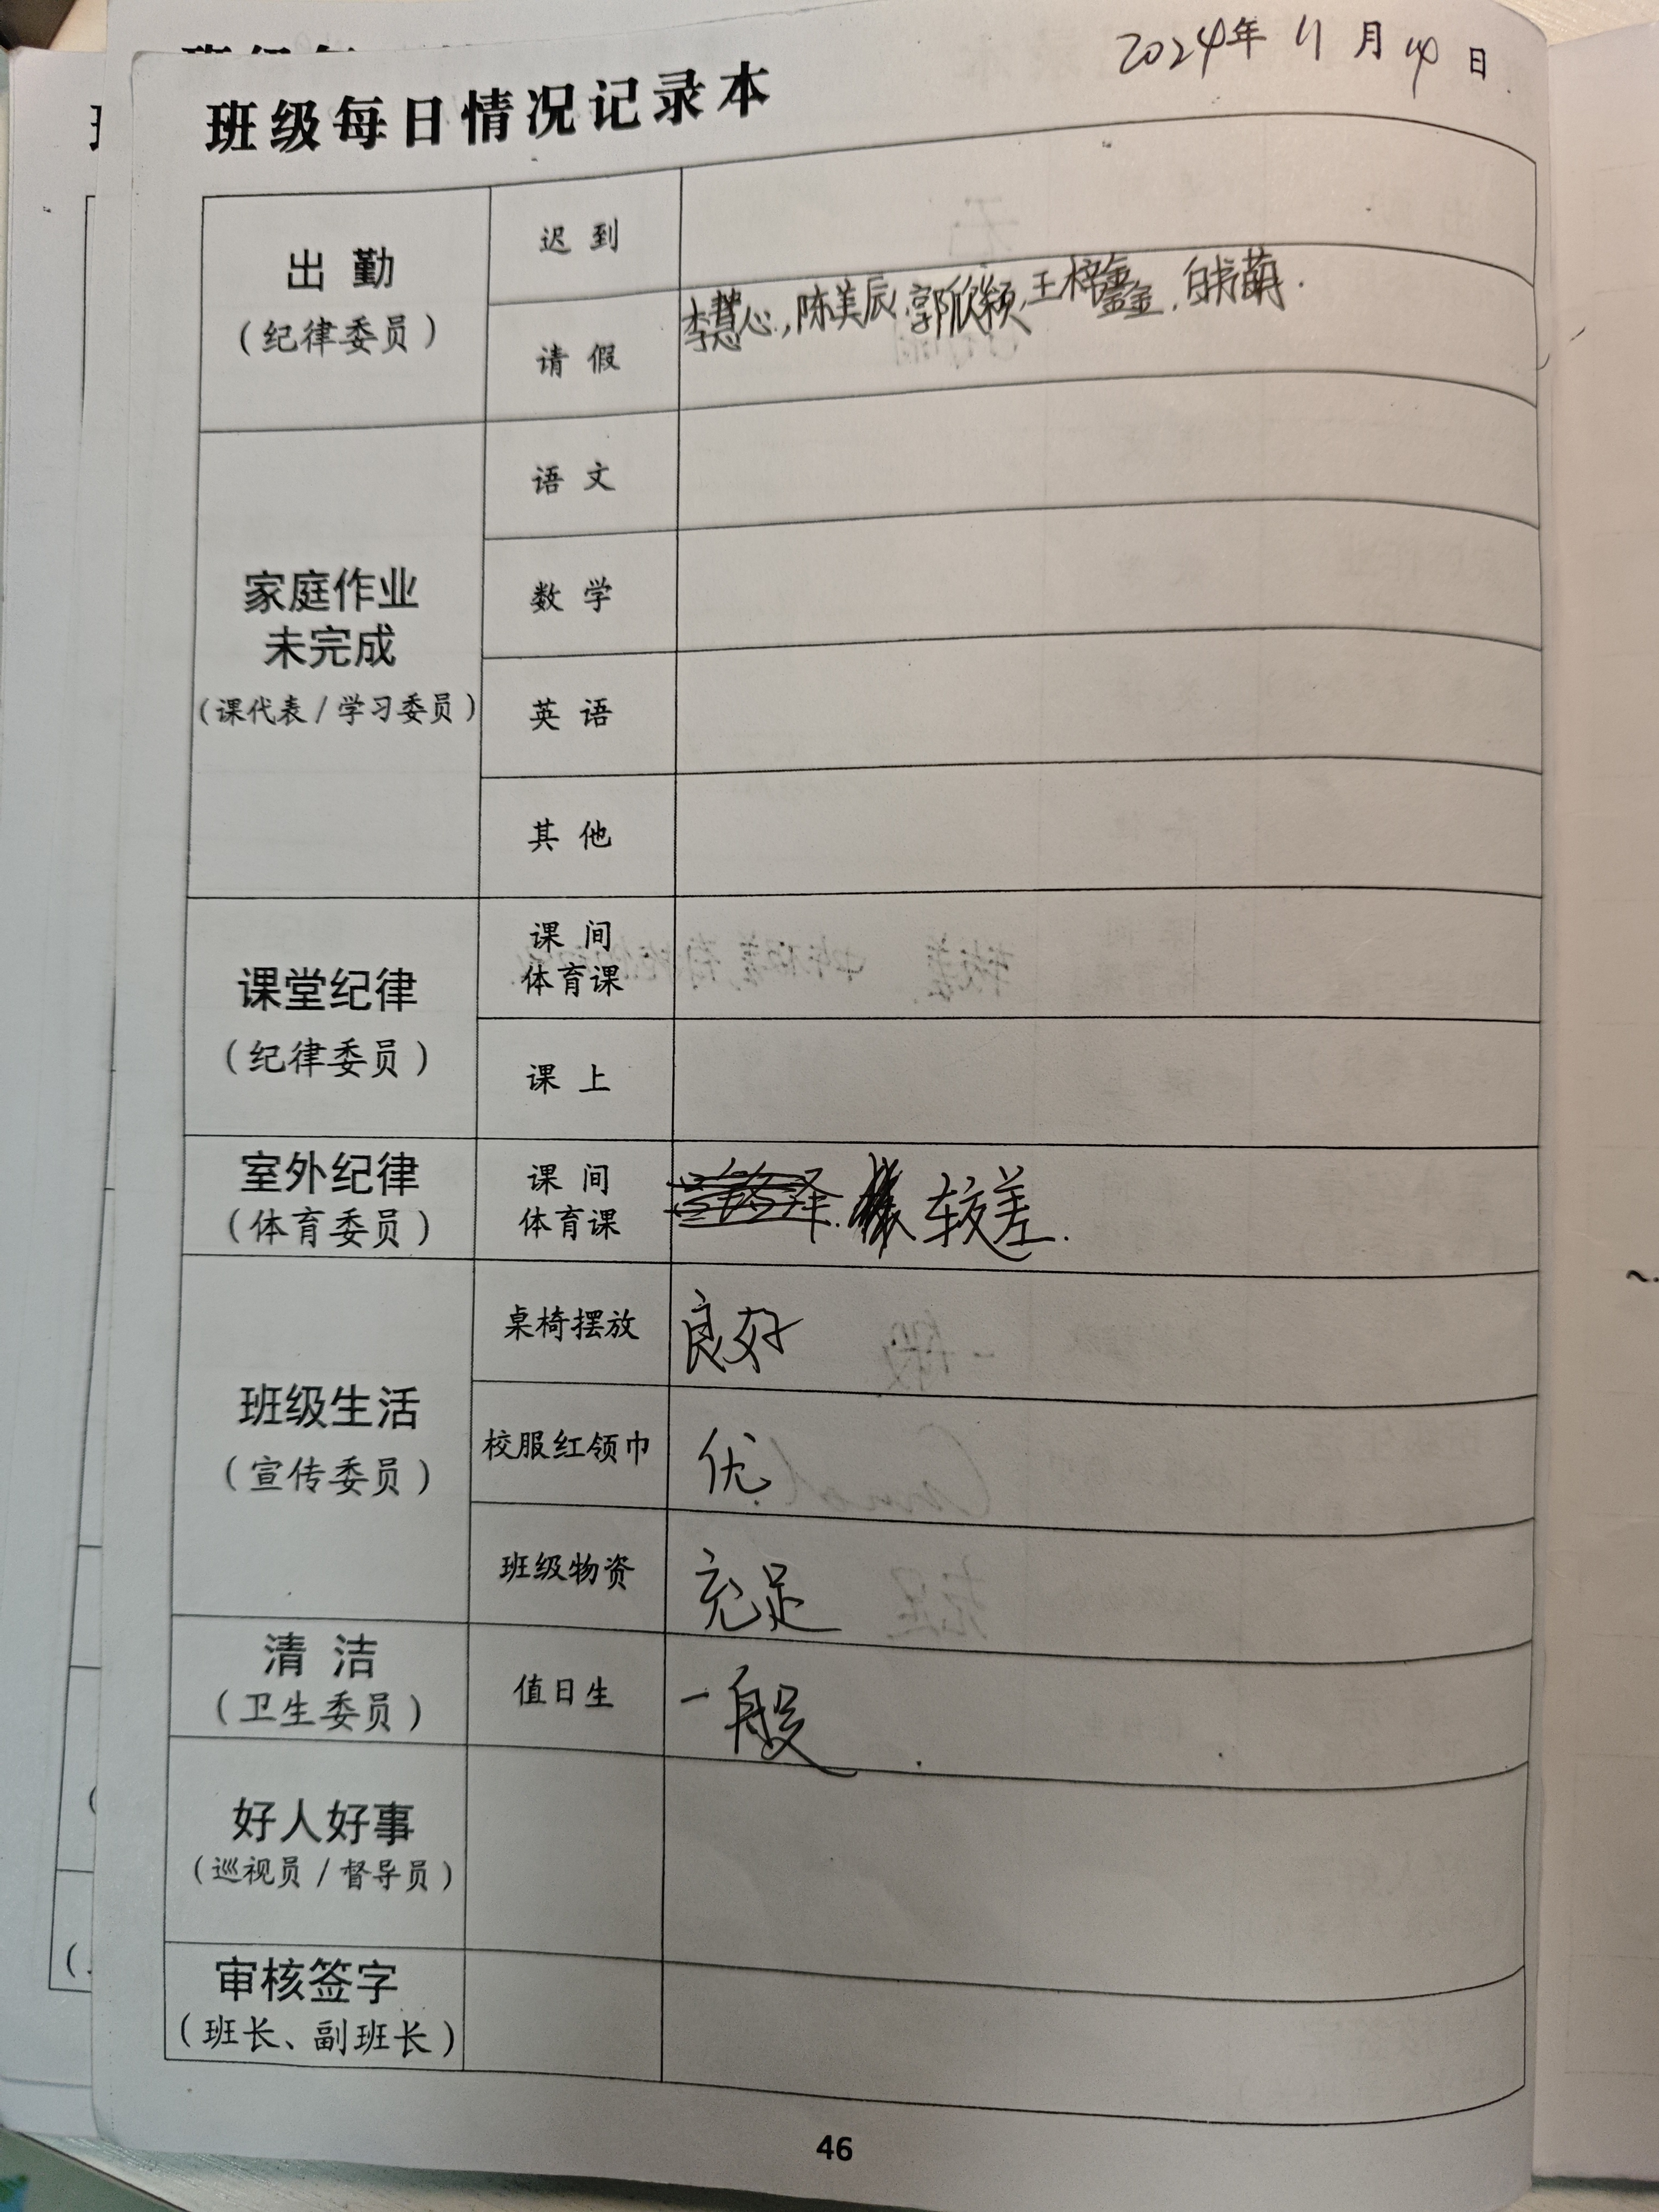 2024年 11月 日
班级每日情况记录本
出 勤
（纪律委员）
迟 到
请 假
李慧心，陈美辰，郭欣颖，王梓鑫，白书萌．
家庭作业
未完成
（课代表/学习委员）
语 文
数 学
英 语
其 他
课堂纪律
（纪律委员）
课 间
体育课
课 上
室外纪律
（体育委员）
课 间
体育课
较差．
班级生活
（宣传委员）
桌椅摆放
良好
校服红领巾
优
班级物资
充足
清 洁
（卫生委员）
值日生
一般
好人好事
（巡视员/督导员）
审核签字
（班长、副班长）
46